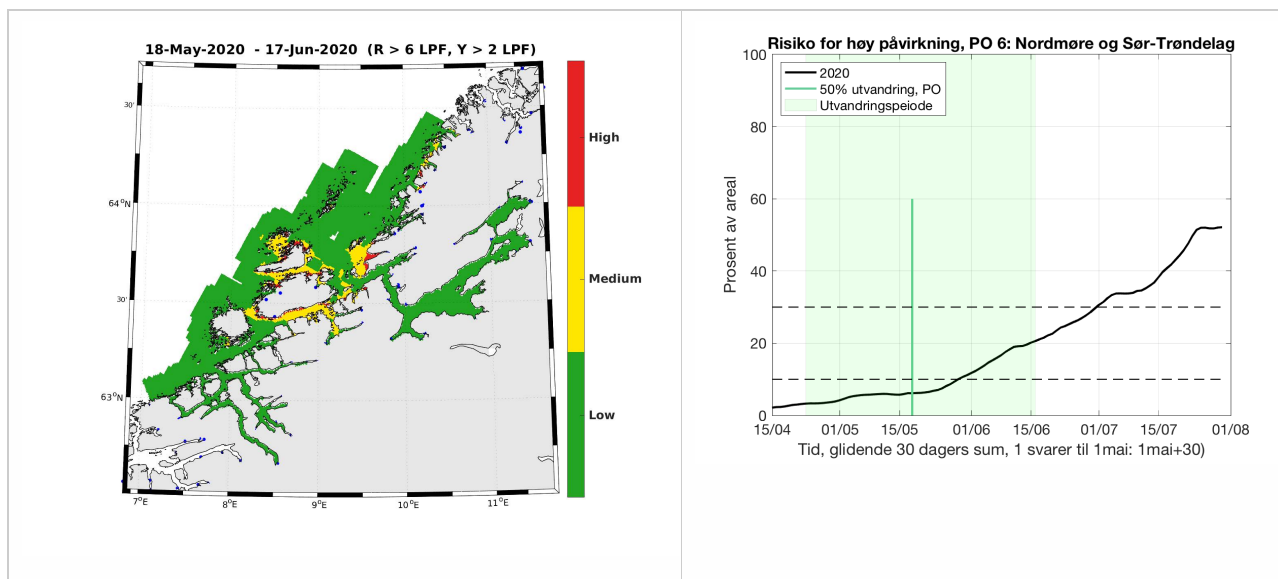 18-May-2020 - 17-Jun-2020 (R > 6 LPF, Y > 2 LPF)
30'
64°N
30'
63°N
7°E
8°E
9°E
10°E
11°E
High
Medium
Low
Risiko for høy påvirkning, PO 6: Nordmøre og Sør-Trøndelag
2020
50% utvandring, PO
Utvandringspeiode
Prosent av areal
100
80
60
40
20
0
15/04
01/05
15/05
01/06
15/06
01/07
15/07
01/08
Tid, glidende 30 dagers sum, 1 svarer til 1mai: 1mai+30)